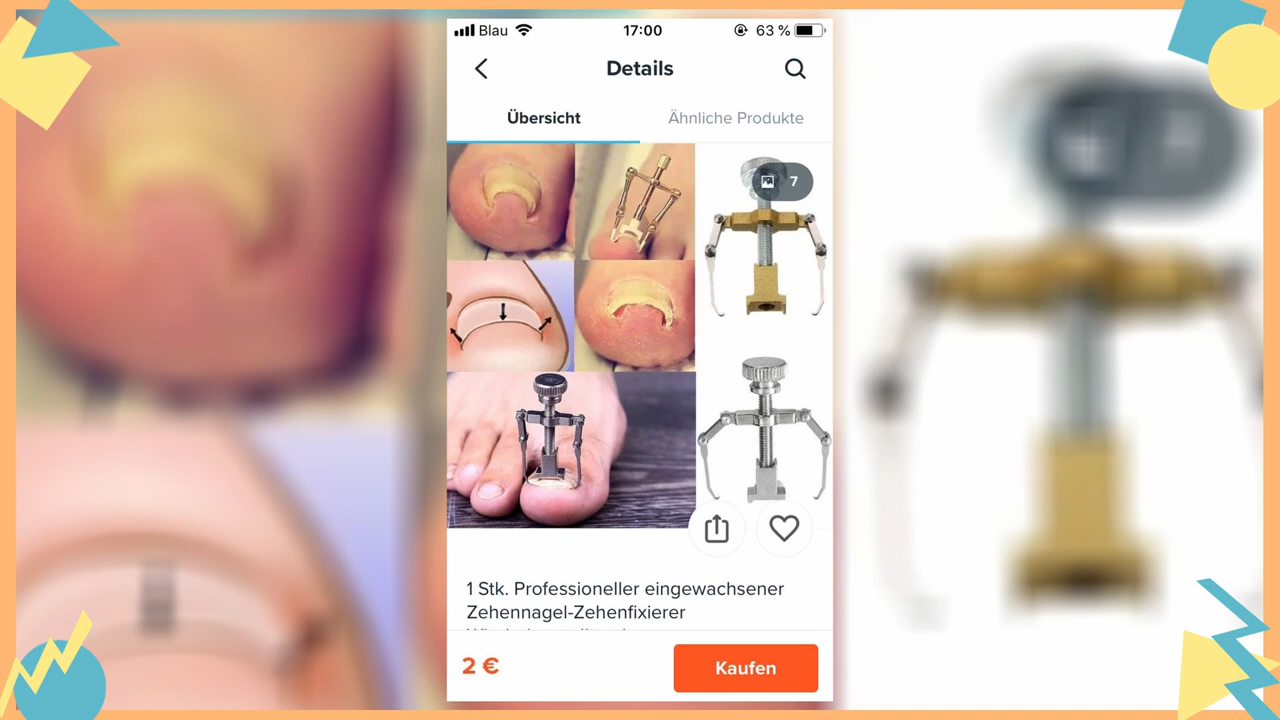 Blau 17:00 63 %
Details
Übersicht Ähnliche Produkte
7
1 Stk. Professioneller eingewachsener
Zehennagel-Zehenfixierer
2 € Kaufen